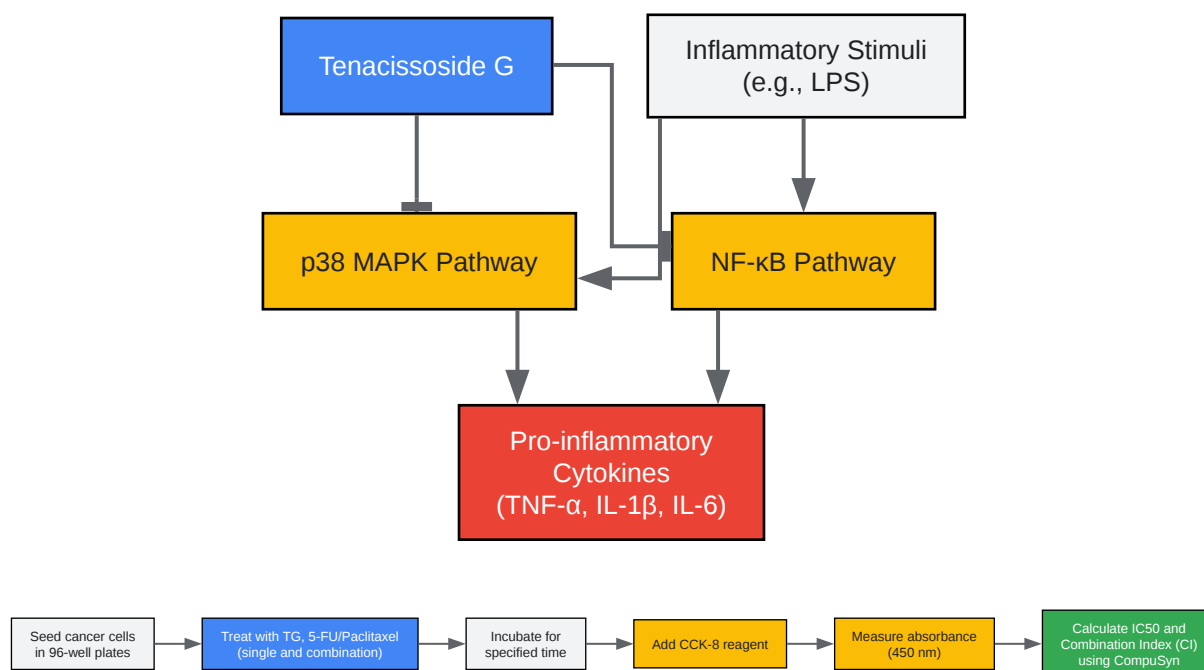 Tenacissoside G
Inflammatory Stimuli
(e.g., LPS)
p38 MAPK Pathway
NF-κB Pathway
Pro-inflammatory
Cytokines
(TNF-α, IL-1β, IL-6)
Seed cancer cells
in 96-well plates
Treat with TG, 5-FU/Paclitaxel
(single and combination)
Incubate for
specified time
Add CCK-8 reagent
Measure absorbance
(450 nm)
Calculate IC50 and
Combination Index (CI)
using CompuSyn